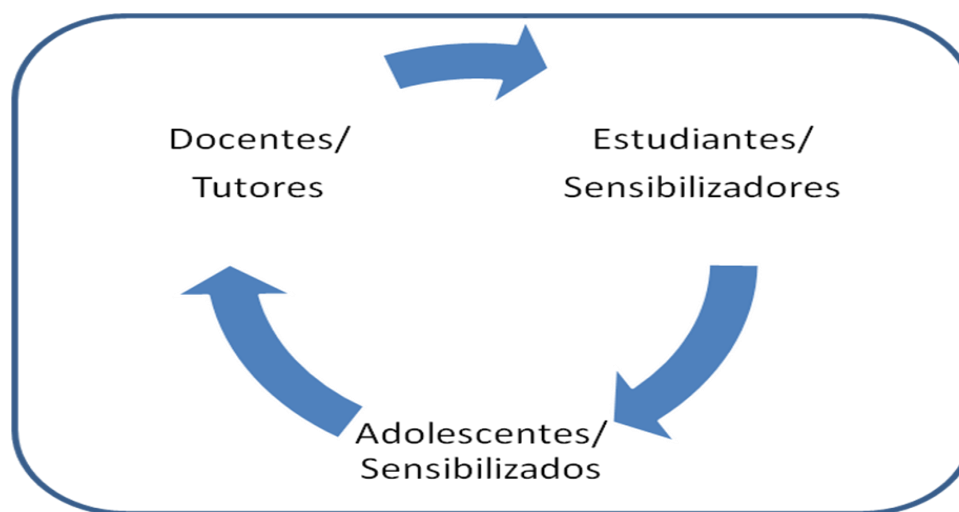 Docentes/
Tutores
Estudiantes/
Sensibilizadores
Adolescentes/
Sensibilizados